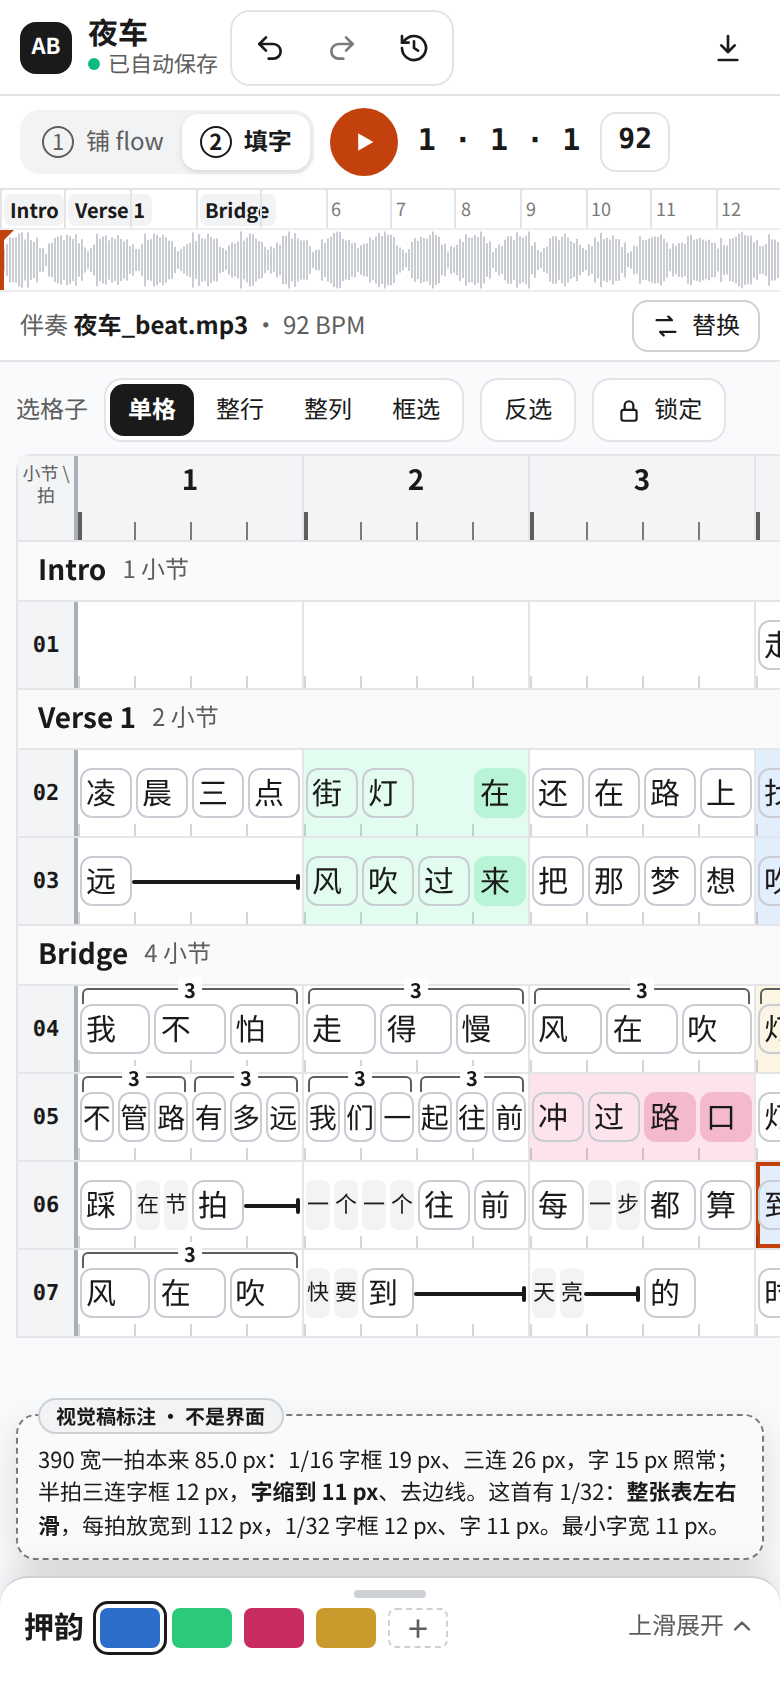 AB 夜车
已自动保存
1 铺 flow 2 填字 1 · 1 · 1 92
Intro Verse 1 Bridge 6 7 8 9 10 11 12
伴奏 夜车_beat.mp3 · 92 BPM 替换
选格子 单格 整行 整列 框选 反选 锁定
小节 \ 拍 1 2 3
Intro 1 小节
01
Verse 1 2 小节
02 凌 晨 三 点 街 灯 在 还 在 路 上
03 远 风 吹 过 来 把 那 梦 想
Bridge 4 小节
3 3 3
04 我 不 怕 走 得 慢 风 在 吹
3 3 3 3
05 不 管 路 有 多 远 我 们 一 起 往 前 冲 过 路 口
06 踩 在 节 拍 一 个 一 个 往 前 每 一 步 都 算
3
07 风 在 吹 快 要 到 天 亮 的
视觉稿标注 · 不是界面
390 宽一拍本来 85.0 px：1/16 字框 19 px、三连 26 px，字 15 px 照常；
半拍三连字框 12 px，字缩到 11 px、去边线。这首有 1/32：整张表左右
滑，每拍放宽到 112 px，1/32 字框 12 px、字 11 px。最小字宽 11 px。
押韵 + 上滑展开